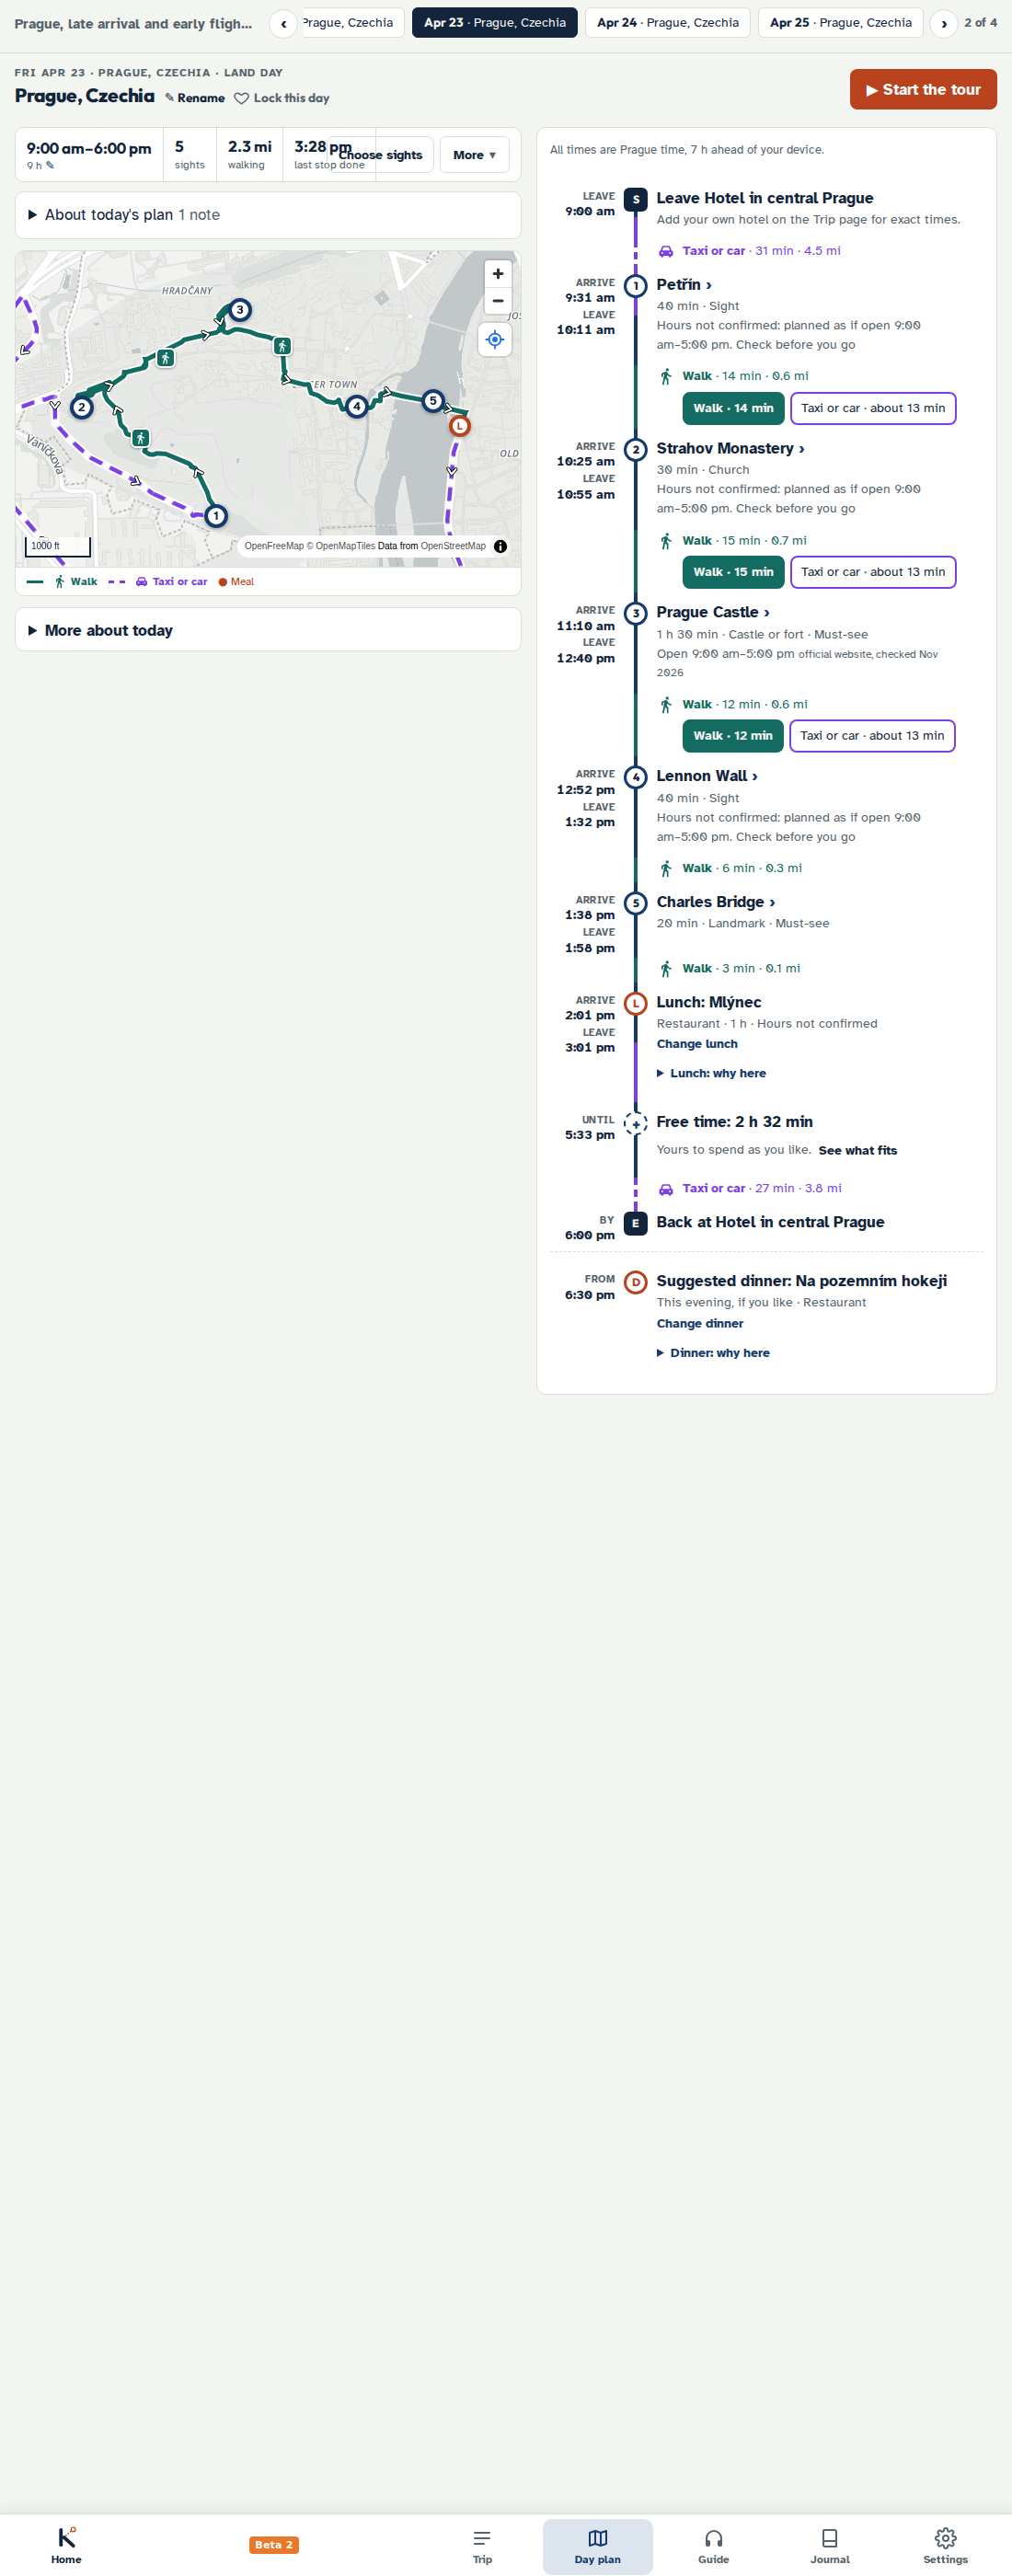 Prague, late arrival and early fligh...
‹
Prague, Czechia
Apr 23 · Prague, Czechia
Apr 24 · Prague, Czechia
Apr 25 · Prague, Czechia
›
2 of 4
FRI APR 23 · PRAGUE, CZECHIA · LAND DAY
Prague, Czechia
✎ Rename
Lock this day
▶ Start the tour
9:00 am–6:00 pm
9 h ✎
5
sights
2.3 mi
walking
3:28 pm
last stop done
Choose sights
More ▼
▶ About today's plan 1 note
HRADČANY
OLD
Vaníčkova
1
2
3
4
5
L
+
−
1000 ft
OpenFreeMap © OpenMapTiles Data from OpenStreetMap
Walk
Taxi or car
Meal
▶ More about today
All times are Prague time, 7 h ahead of your device.
LEAVE
9:00 am
S
Leave Hotel in central Prague
Add your own hotel on the Trip page for exact times.
Taxi or car · 31 min · 4.5 mi
ARRIVE
9:31 am
LEAVE
10:11 am
1
Petřín ›
40 min · Sight
Hours not confirmed: planned as if open 9:00
am–5:00 pm. Check before you go
Walk · 14 min · 0.6 mi
Walk · 14 min
Taxi or car · about 13 min
ARRIVE
10:25 am
LEAVE
10:55 am
2
Strahov Monastery ›
30 min · Church
Hours not confirmed: planned as if open 9:00
am–5:00 pm. Check before you go
Walk · 15 min · 0.7 mi
Walk · 15 min
Taxi or car · about 13 min
ARRIVE
11:10 am
LEAVE
12:40 pm
3
Prague Castle ›
1 h 30 min · Castle or fort · Must-see
Open 9:00 am–5:00 pm official website, checked Nov
2026
Walk · 12 min · 0.6 mi
Walk · 12 min
Taxi or car · about 13 min
ARRIVE
12:52 pm
LEAVE
1:32 pm
4
Lennon Wall ›
40 min · Sight
Hours not confirmed: planned as if open 9:00
am–5:00 pm. Check before you go
Walk · 6 min · 0.3 mi
ARRIVE
1:38 pm
LEAVE
1:58 pm
5
Charles Bridge ›
20 min · Landmark · Must-see
Walk · 3 min · 0.1 mi
ARRIVE
2:01 pm
LEAVE
3:01 pm
L
Lunch: Mlýnec
Restaurant · 1 h · Hours not confirmed
Change lunch
▶ Lunch: why here
UNTIL
5:33 pm
+
Free time: 2 h 32 min
Yours to spend as you like. See what fits
Taxi or car · 27 min · 3.8 mi
BY
6:00 pm
E
Back at Hotel in central Prague
FROM
6:30 pm
D
Suggested dinner: Na pozemním hokeji
This evening, if you like · Restaurant
Change dinner
▶ Dinner: why here
Home
Beta 2
Trip
Day plan
Guide
Journal
Settings